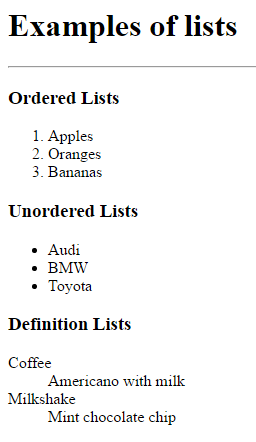 Examples of lists
Ordered Lists
1. Apples
2. Oranges
3. Bananas
Unordered Lists
• Audi
• BMW
• Toyota
Definition Lists
Coffee
Americano with milk
Milkshake
Mint chocolate chip